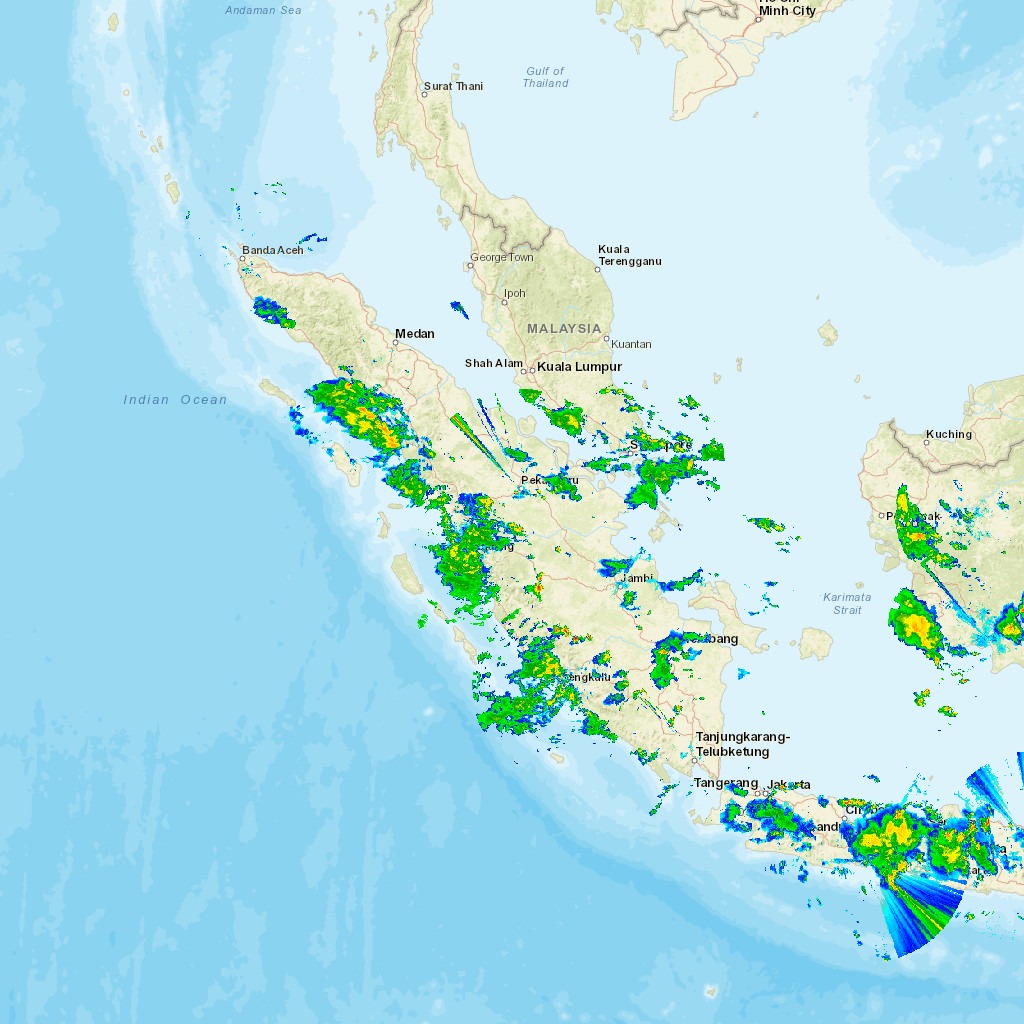 Andaman Sea
Minh City
Gulf of
Thailand
Surat Thani
Banda Aceh
George Town
Kuala
Terengganu
Ipoh
MALAYSIA
Kuantan
Medan
Shah Alam
Kuala Lumpur
Indian Ocean
Kuching
Karimata
Strait
Jambi
Tanjungkarang-
Telubketung
Tangerang
Jakarta